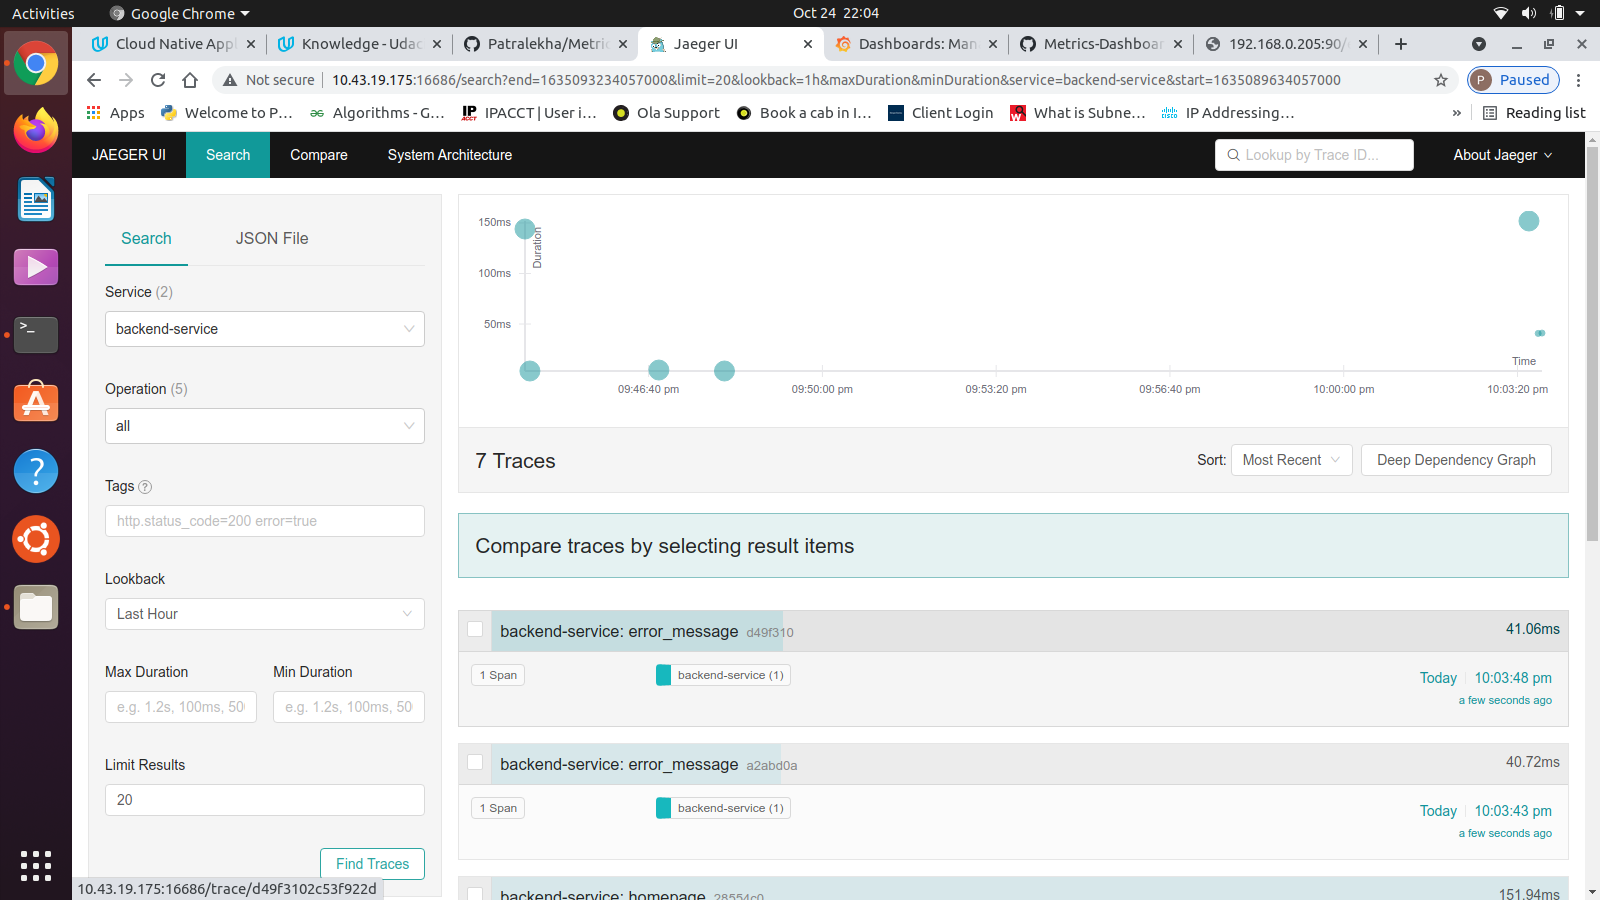 Activities
Google Chrome
Oct 24 22:04
Cloud Native Appl
Knowledge - Udac
Patralekha/Metric
Jaeger UI
Dashboards: Man
Metrics-Dashboar
192.168.0.205:90/
Not secure
10.43.19.175:16686/search?end=1635093234057000&limit=20&lookback=1h&maxDuration&minDuration&service=backend-service&start=1635089634057000
P
Paused
Apps
Welcome to P…
Algorithms - G…
IPACCT | User i…
Ola Support
Book a cab in I…
Client Login
What is Subne…
IP Addressing…
»
Reading list
JAEGER UI
Search
Compare
System Architecture
Lookup by Trace ID...
About Jaeger
Search
JSON File
Service (2)
backend-service
Operation (5)
all
Tags
http.status_code=200 error=true
Lookback
Last Hour
Max Duration
Min Duration
e.g. 1.2s, 100ms, 50
e.g. 1.2s, 100ms, 50
Limit Results
20
Find Traces
10.43.19.175:16686/trace/d49f3102c53f922d
150ms
100ms
50ms
Duration
Time
09:46:40 pm
09:50:00 pm
09:53:20 pm
09:56:40 pm
10:00:00 pm
10:03:20 pm
7 Traces
Sort:
Most Recent
Deep Dependency Graph
Compare traces by selecting result items
backend-service: error_message d49f310
41.06ms
1 Span
backend-service (1)
Today
10:03:48 pm
a few seconds ago
backend-service: error_message a2abd0a
40.72ms
1 Span
backend-service (1)
Today
10:03:43 pm
a few seconds ago
backend-service: homepage 28554c0
151.94ms